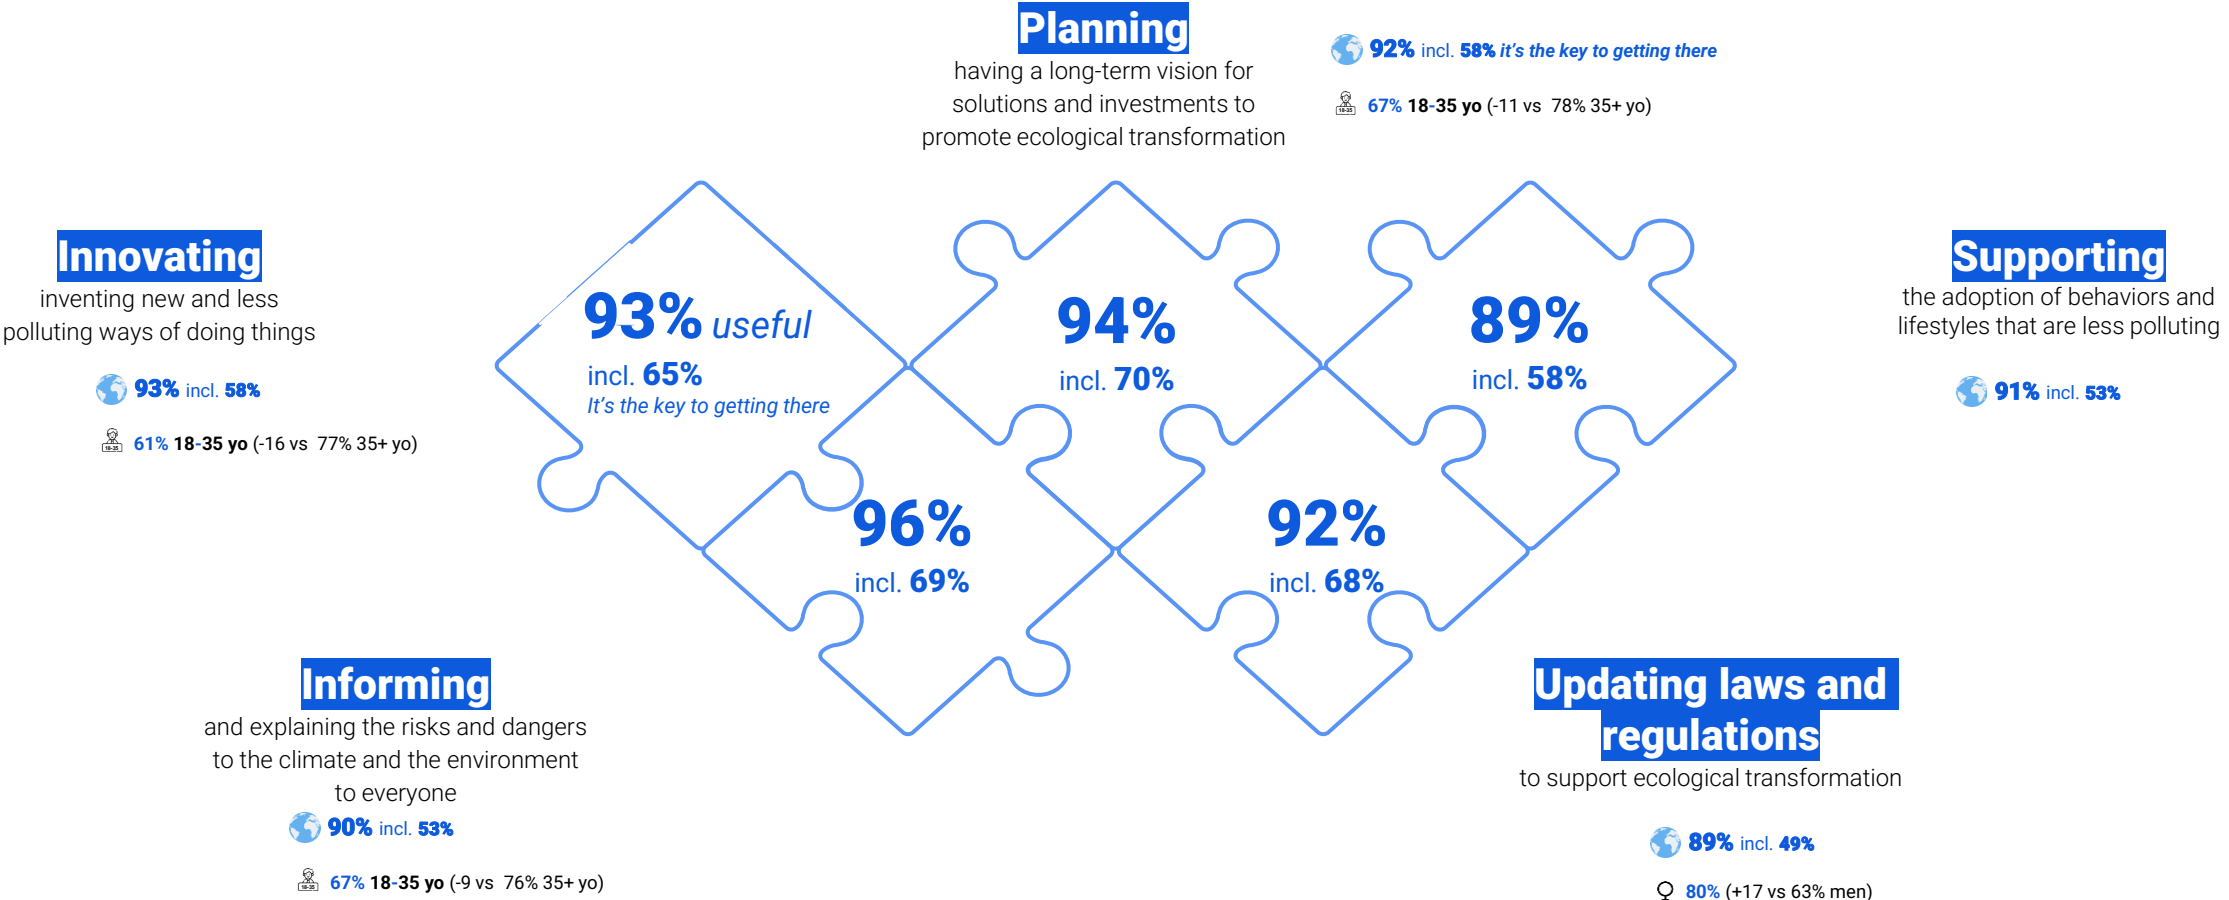 Planning
having a long-term vision for
solutions and investments to
promote ecological transformation
92% incl. 58% it's the key to getting there
18-35
67% 18-35 yo (-11 vs 78% 35+ yo)
Innovating
inventing new and less
polluting ways of doing things
93% incl. 58%
18-35
61% 18-35 yo (-16 vs 77% 35+ yo)
93% useful
incl. 65%
It's the key to getting there
94%
incl. 70%
89%
incl. 58%
Supporting
the adoption of behaviors and
lifestyles that are less polluting
91% incl. 53%
96%
incl. 69%
92%
incl. 68%
Informing
and explaining the risks and dangers
to the climate and the environment
to everyone
90% incl. 53%
18-35
67% 18-35 yo (-9 vs 76% 35+ yo)
Updating laws and
regulations
to support ecological transformation
89% incl. 49%
80% (+17 vs 63% men)